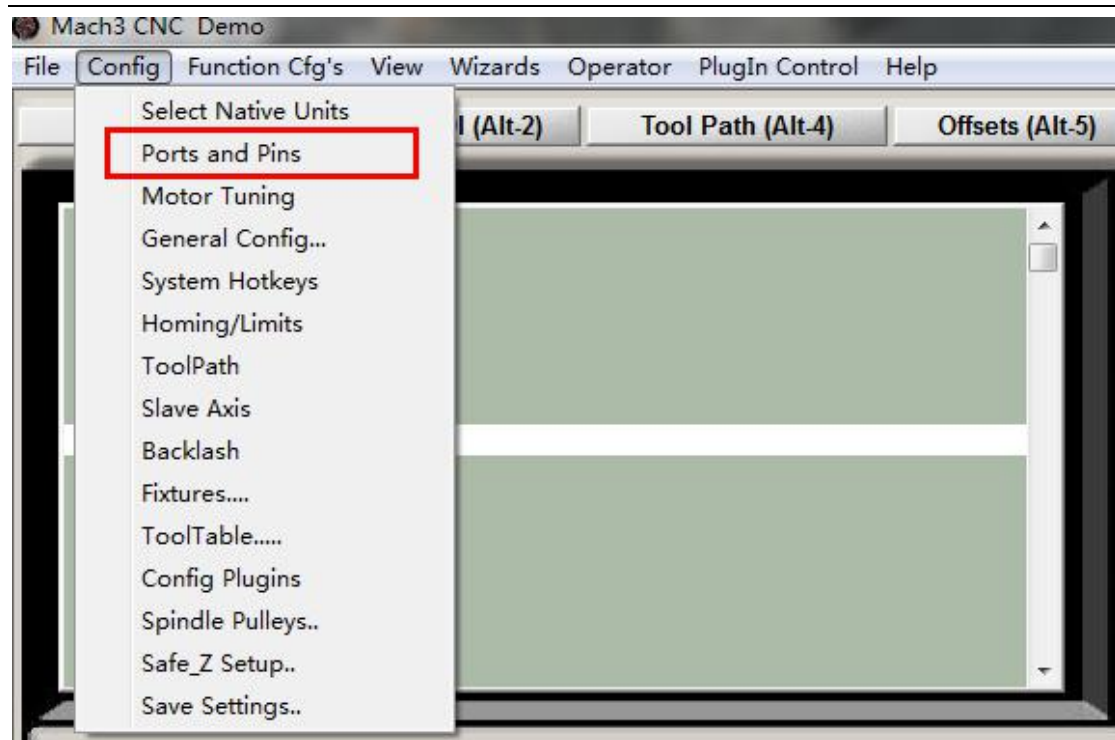 Mach3 CNC Demo
File Config Function Cfg's View Wizards Operator PlugIn Control Help
l (Alt-2) Tool Path (Alt-4) Offsets (Alt-5)
Select Native Units
Ports and Pins
Motor Tuning
General Config...
System Hotkeys
Homing/Limits
ToolPath
Slave Axis
Backlash
Fixtures....
ToolTable.....
Config Plugins
Spindle Pulleys..
Safe_Z Setup..
Save Settings..